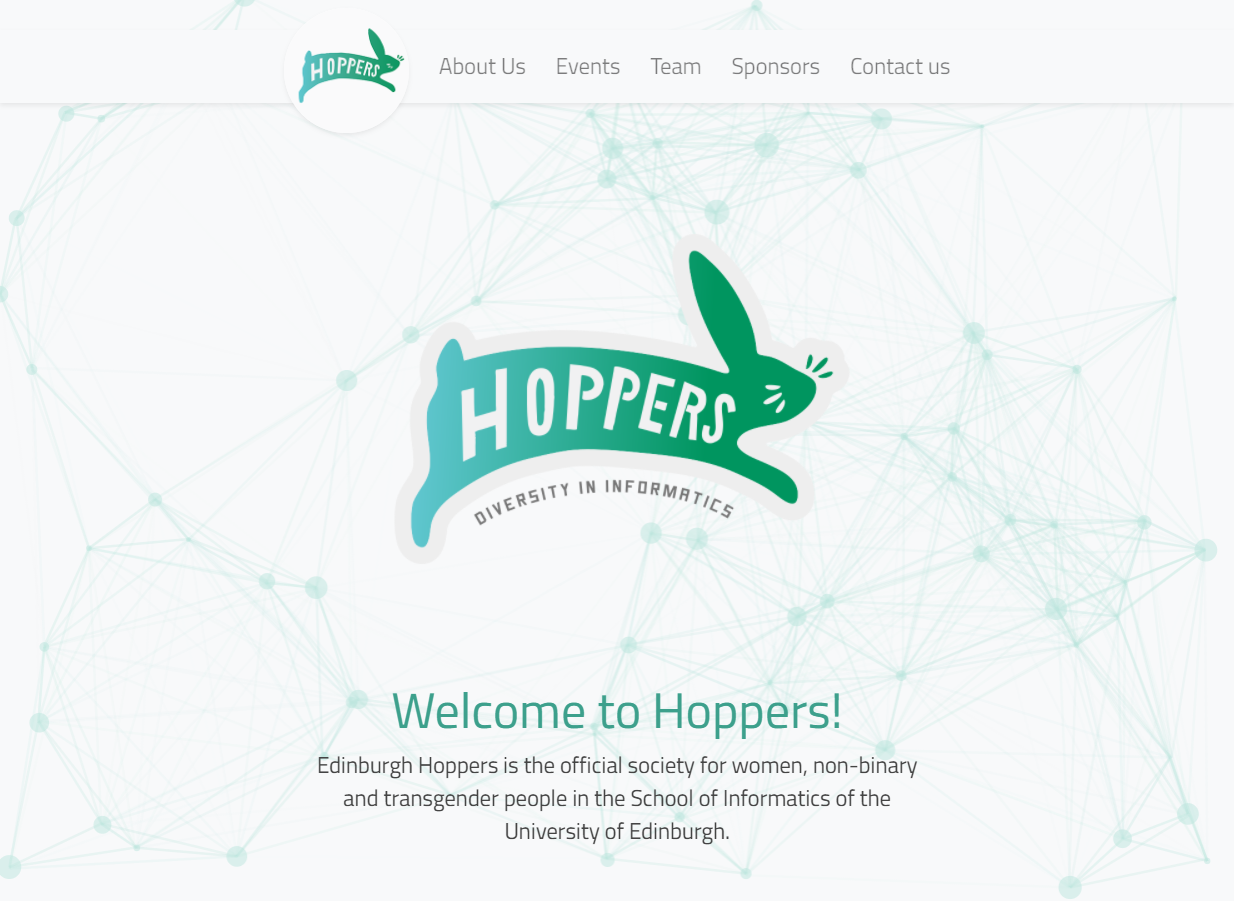 HOPPERS
About Us Events Team Sponsors Contact us
HOPPERS
DIVERSITY IN INFORMATICS
Welcome to Hoppers!
Edinburgh Hoppers is the official society for women, non-binary
and transgender people in the School of Informatics of the
University of Edinburgh.